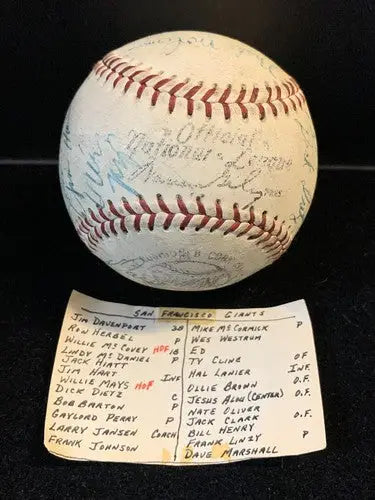 Official
National League
SAN FRANCISCO GIANTS
JIM DAVENPORT 3B
RON HERBEL P
WILLIE MCCOVEY HOF 1B
LINDY MC DANIEL P
JACK HIATT
JIM HART INF
WILLIE MAYS HOF
DICK DIETZ C
BOB BARTON P
GAYLORD PERRY P
LARRY JANSEN COACH
FRANK JOHNSON
MIKE MCCORMICK P
WES WESTRUM
ED
TY CLINE O.F
HAL LANIER INF.
OLLIE BROWN O.F.
JESUS ALOU (CENTER) O.F.
NATE OLIVER
JACK CLARK O.F.
BILL HENRY
FRANK LINZY P
DAVE MARSHALL